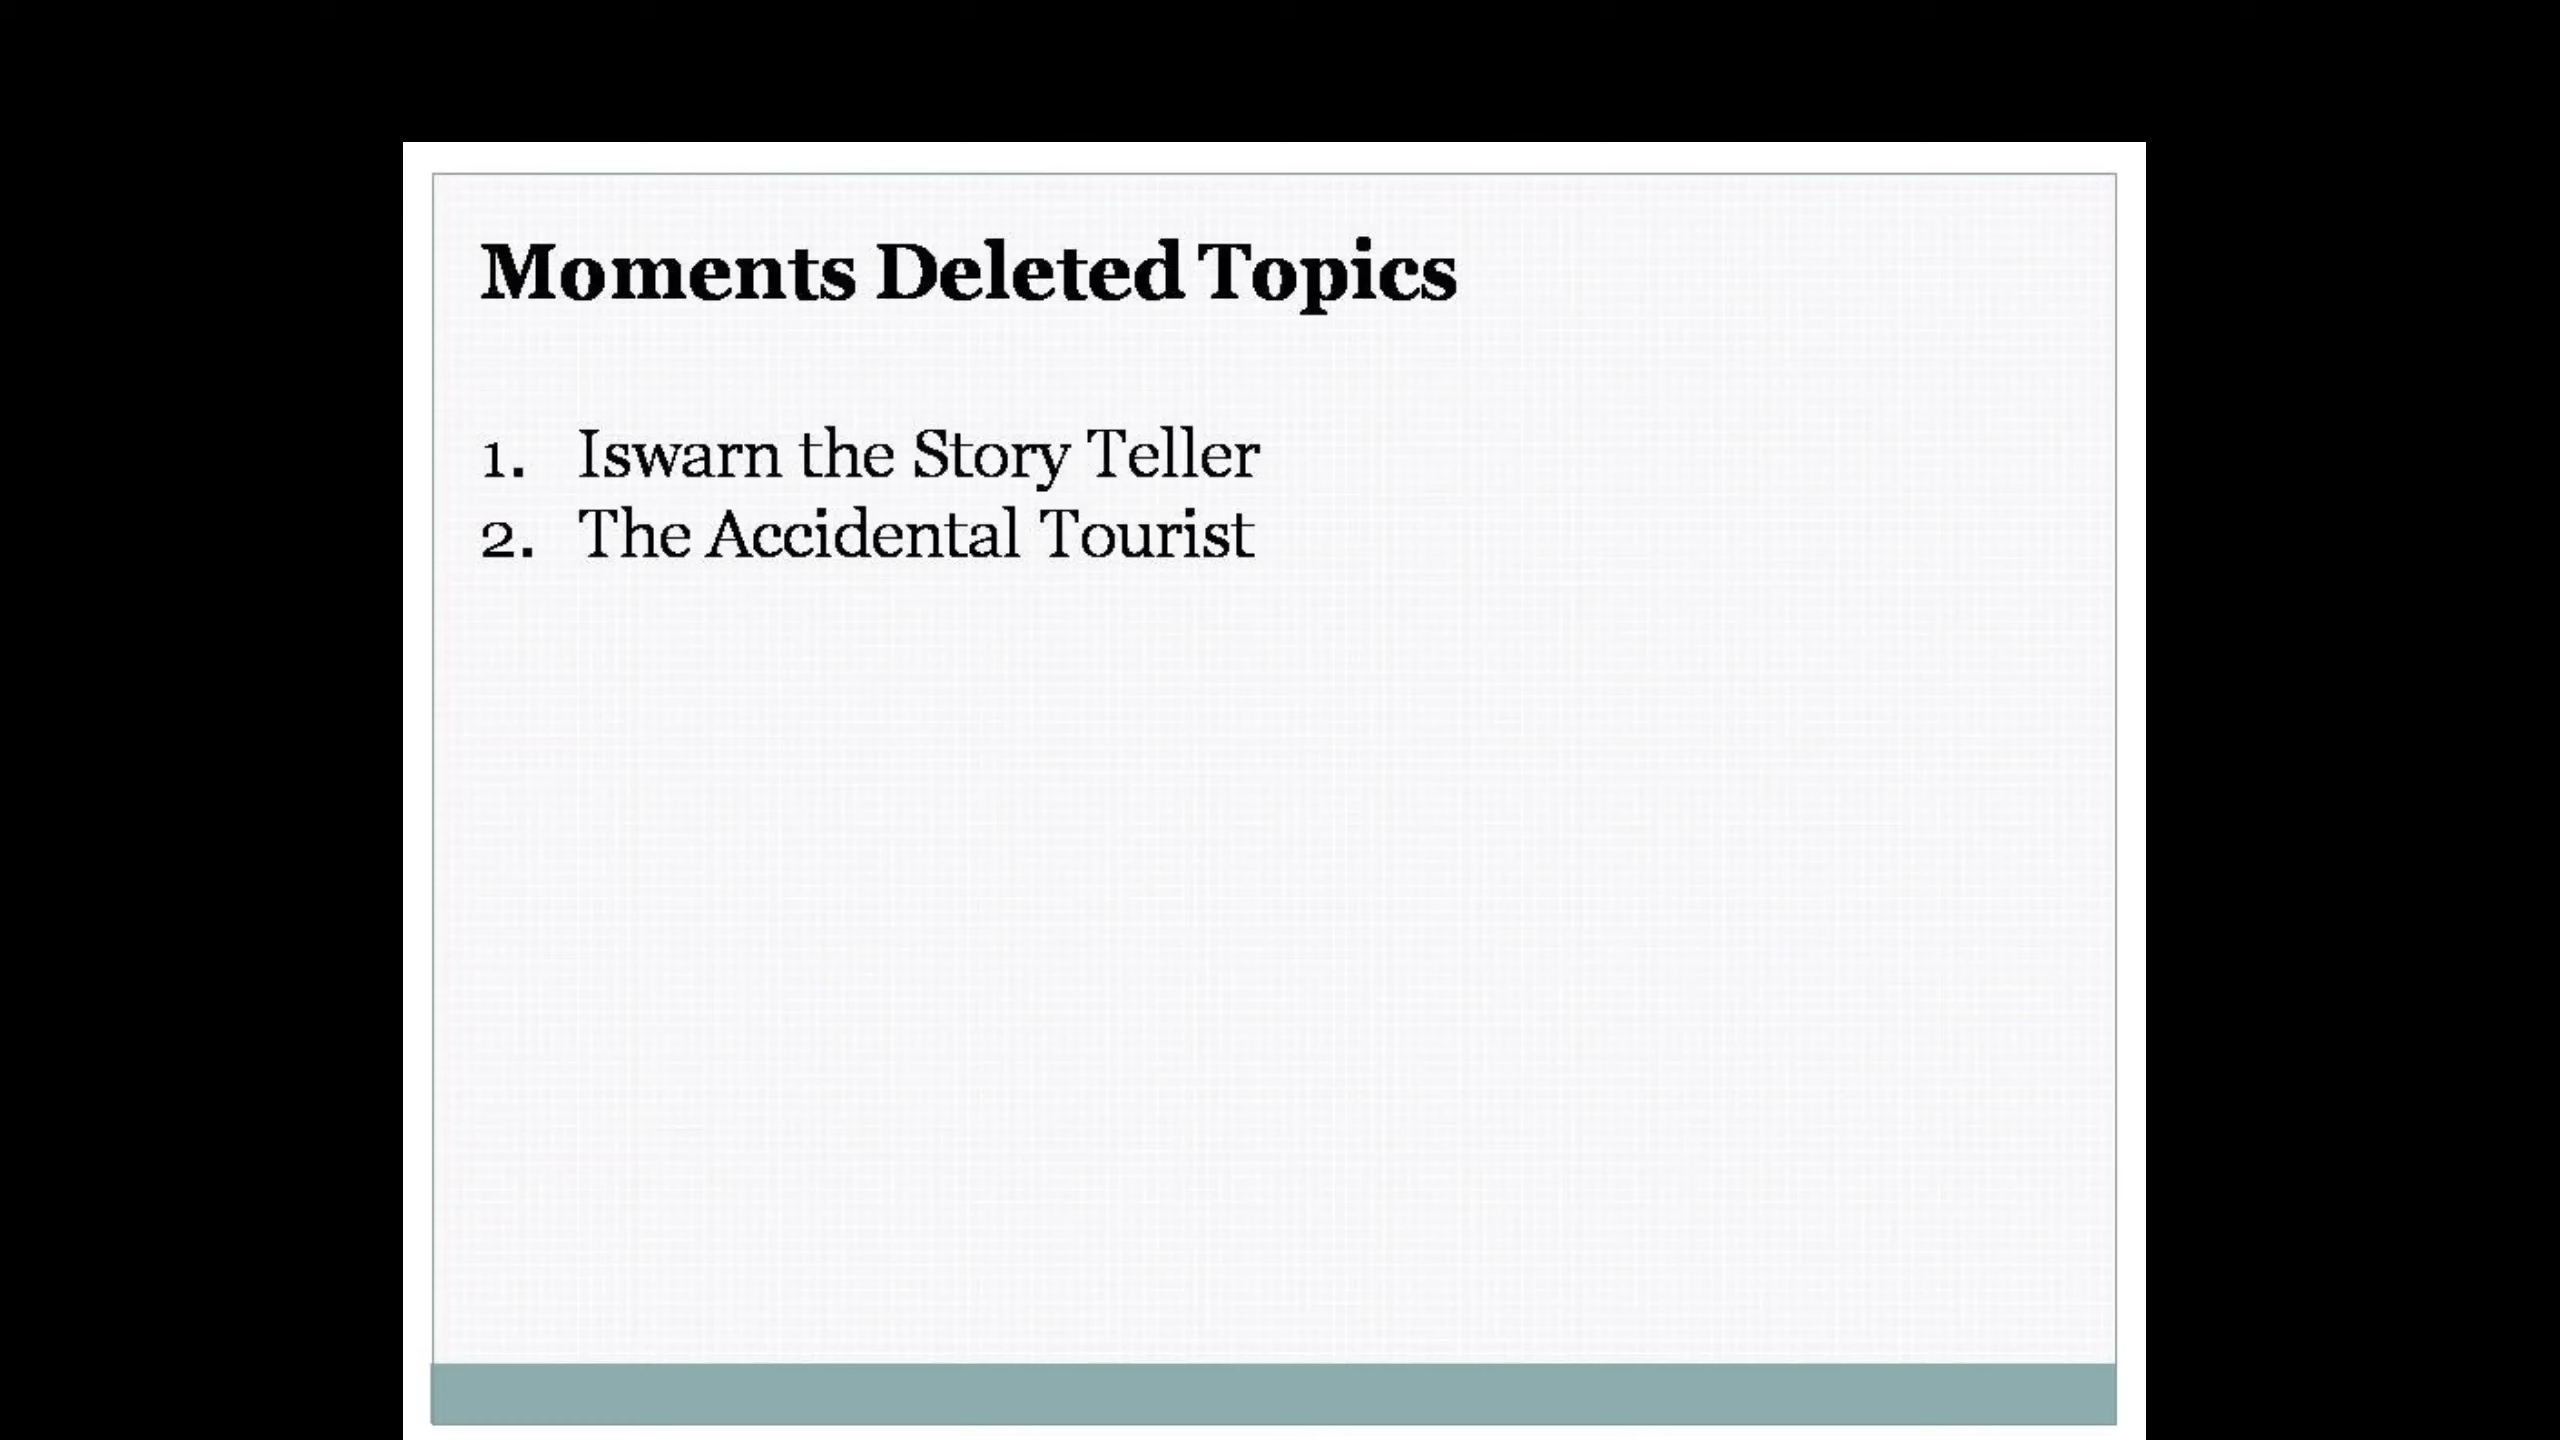 Moments Deleted Topics
1. Iswarn the Story Teller
2. The Accidental Tourist